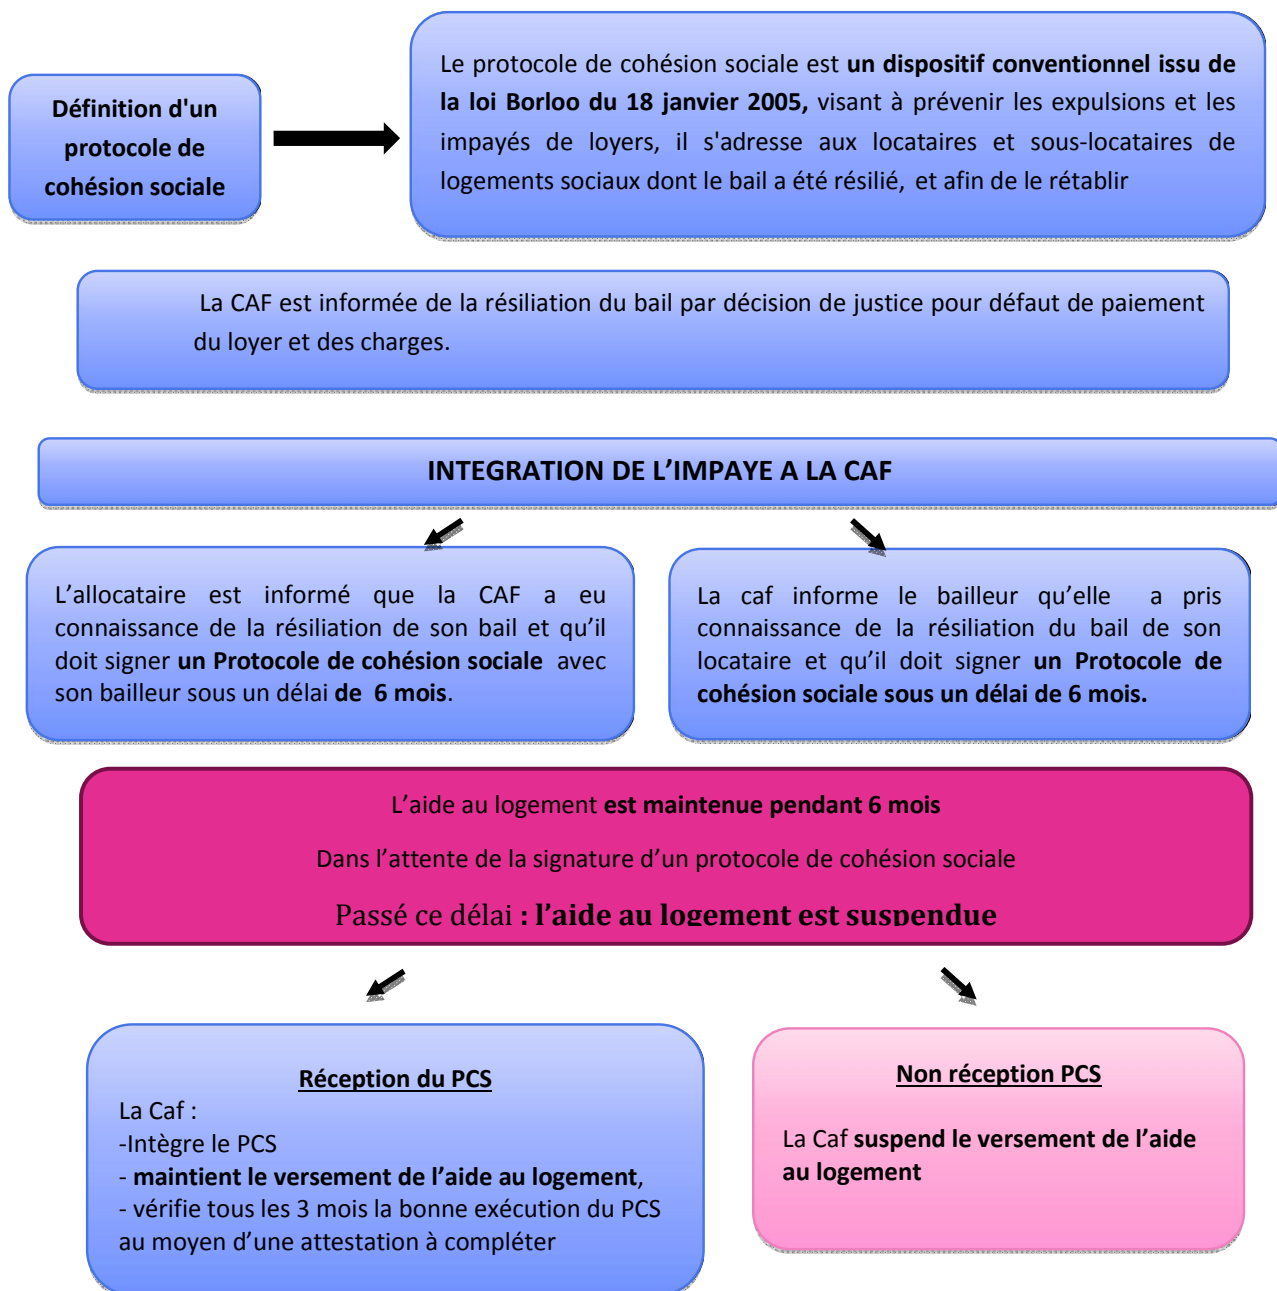 Définition d'un
protocole de
cohésion sociale
Le protocole de cohésion sociale est un dispositif conventionnel issu de
la loi Borloo du 18 janvier 2005, visant à prévenir les expulsions et les
impayés de loyers, il s'adresse aux locataires et sous-locataires de
logements sociaux dont le bail a été résilié, et afin de le rétablir
La CAF est informée de la résiliation du bail par décision de justice pour défaut de paiement
du loyer et des charges.
INTEGRATION DE L’IMPAYE A LA CAF
L’allocataire est informé que la CAF a eu
connaissance de la résiliation de son bail et qu’il
doit signer un Protocole de cohésion sociale avec
son bailleur sous un délai de 6 mois.
La caf informe le bailleur qu’elle a pris
connaissance de la résiliation du bail de son
locataire et qu’il doit signer un Protocole de
cohésion sociale sous un délai de 6 mois.
L’aide au logement est maintenue pendant 6 mois
Dans l’attente de la signature d’un protocole de cohésion sociale
Passé ce délai : l’aide au logement est suspendue
Réception du PCS
La Caf :
-Intègre le PCS
- maintient le versement de l’aide au logement,
- vérifie tous les 3 mois la bonne exécution du PCS
au moyen d’une attestation à compléter
Non réception PCS
La Caf suspend le versement de l’aide
au logement